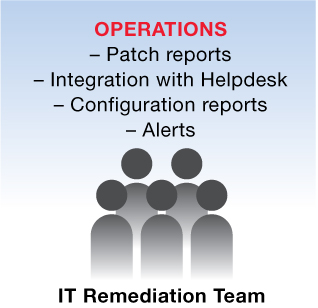 OPERATIONS
– Patch reports
– Integration with Helpdesk
– Configuration reports
– Alerts
IT Remediation Team